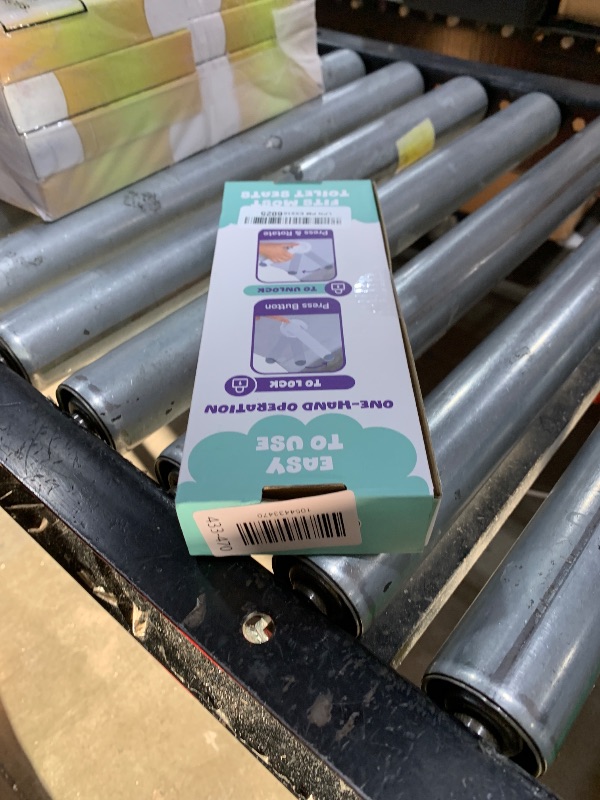 EASY
TO USE
ONE-HAND OPERATION
TO LOCK
Press Button
TO UNLOCK
Press & Rotate
FITS MOST
TOILET SEATS
1054433470
433-470